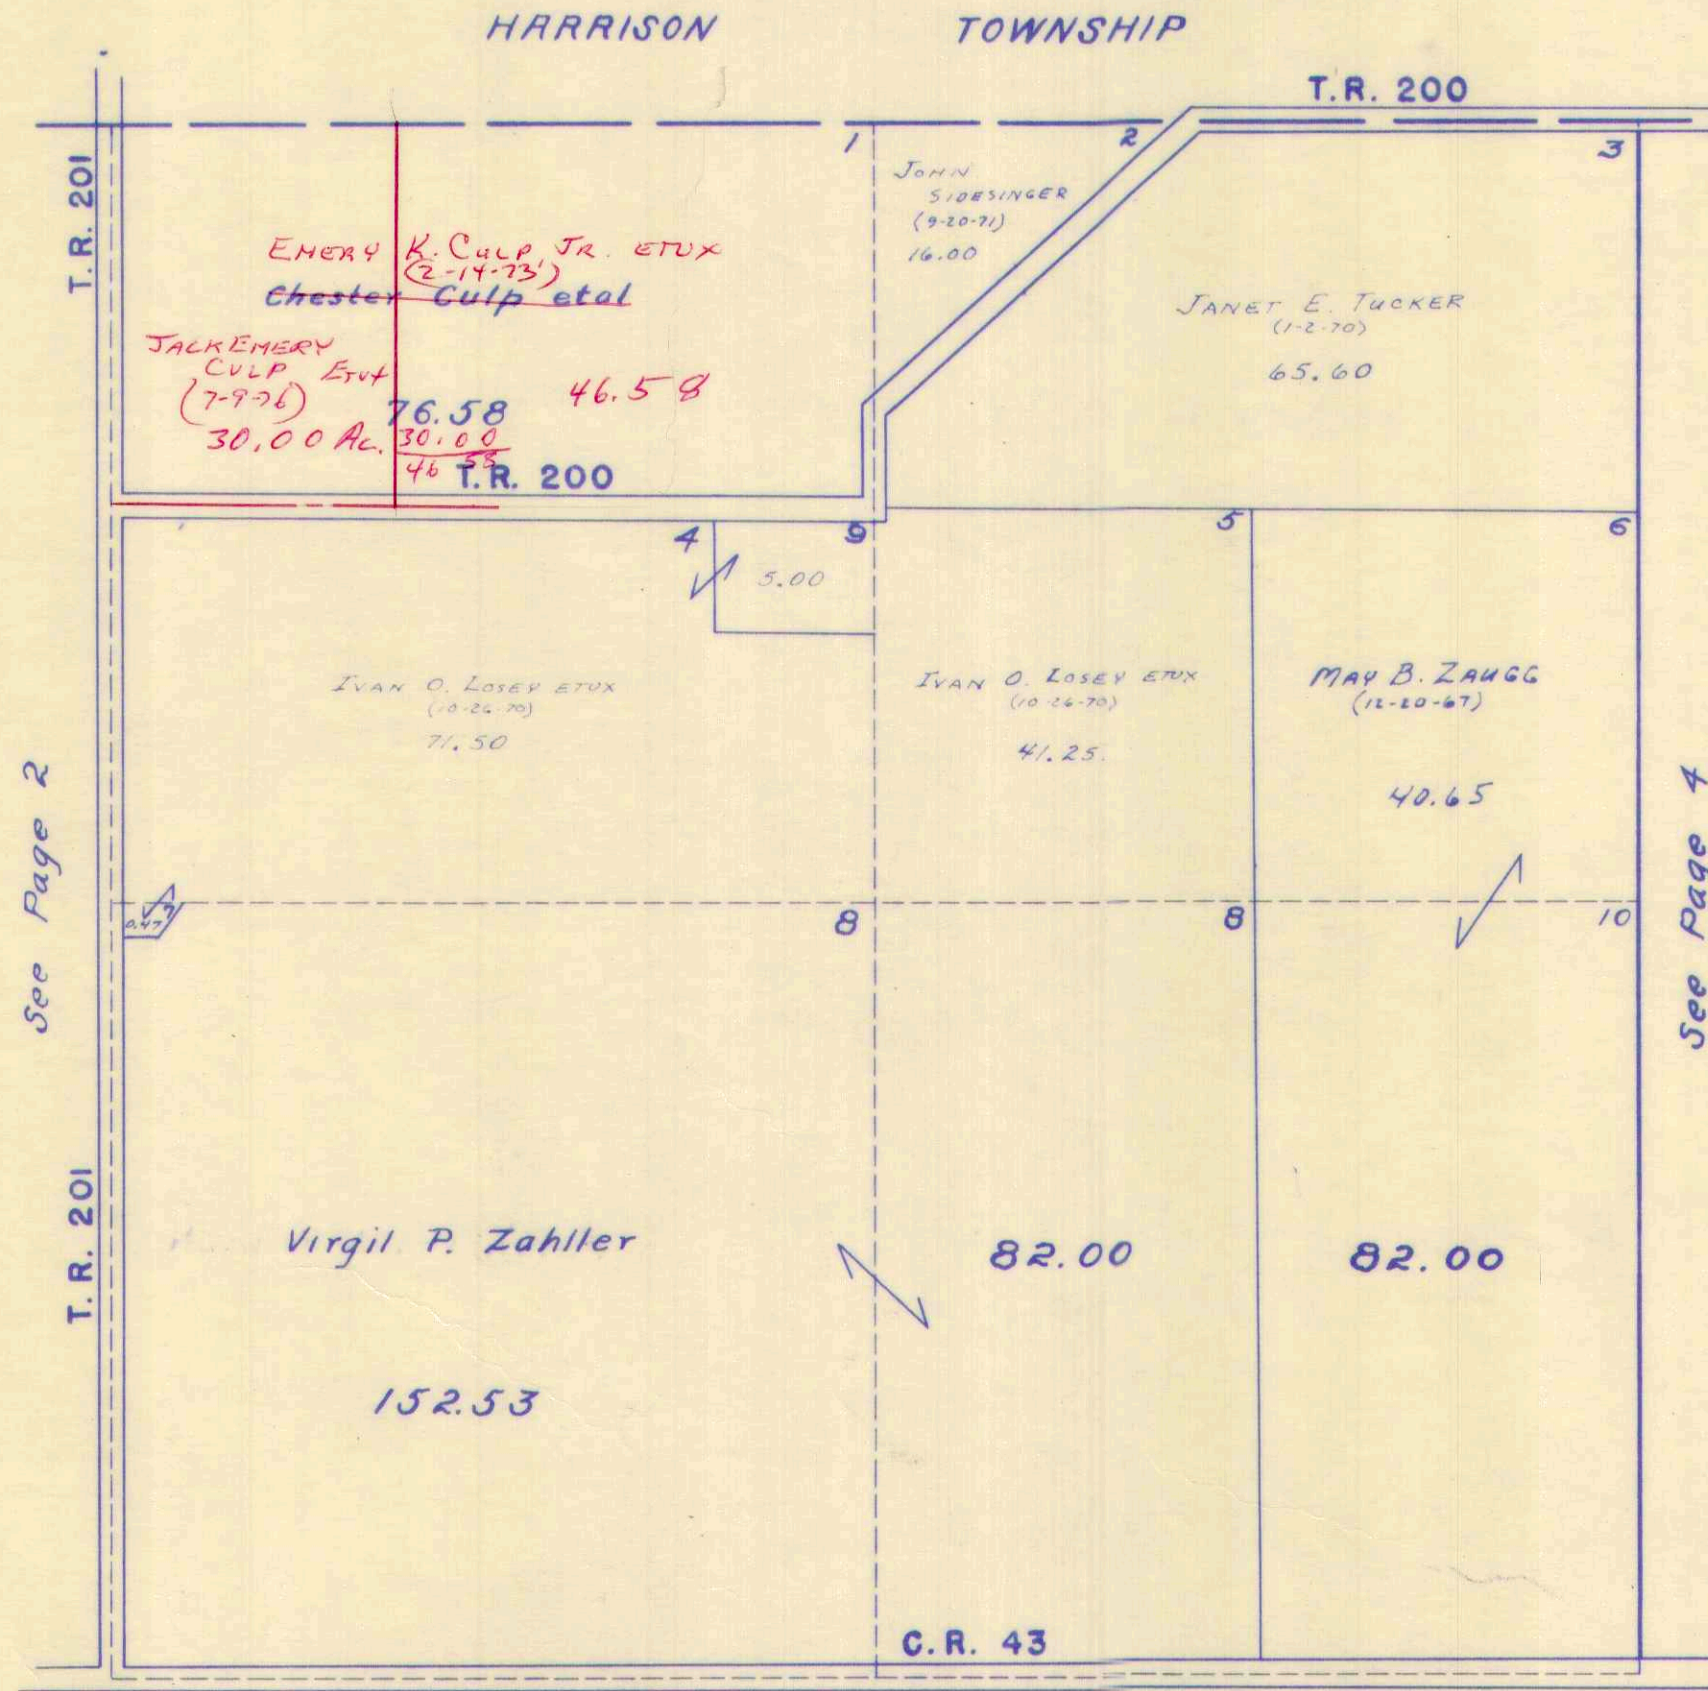 HARRISON TOWNSHIP
T.R. 200
T.R. 201
1
2
3
JOHN
SIDESINGER
(9-20-71)
16.00
EMERY K. CULP, JR. ETUX
(2-14-73)
Chester Culp etal
JANET E. TUCKER
(1-2-70)
65.60
JACK EMERY
CULP ETUX
(7-9-76)
30.00 AC.
46.58
76.58
30.00
46 58
T.R. 200
4
9
5
6
5.00
IVAN O. LOSEY ETUX
(10-26-70)
71.50
IVAN O. LOSEY ETUX
(10-26-70)
41.25
MAY B. ZAUGG
(12-20-67)
40.65
See Page 2
See Page 4
0.47
7
8
8
10
T.R. 201
Virgil P. Zahller
152.53
82.00
82.00
C.R. 43